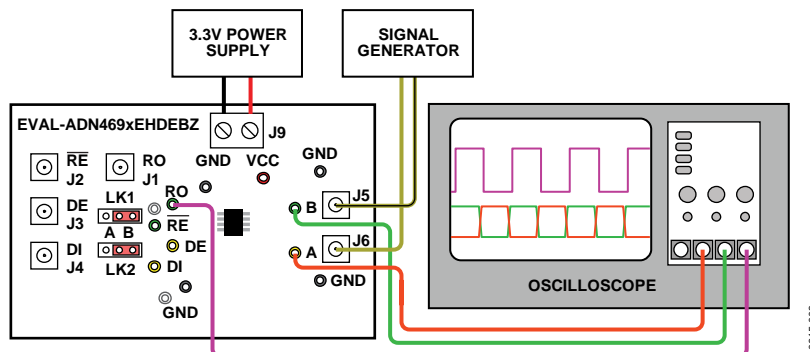 3.3V POWER
SUPPLY
SIGNAL
GENERATOR
EVAL-ADN469xEHDEBZ
J9
GND
VCC
GND
RE
J2
RO
J1
RO
DE
J3
LK1
A B
RE
DE
DI
J4
LK2
DI
GND
B
J5
A
J6
GND
OSCILLOSCOPE